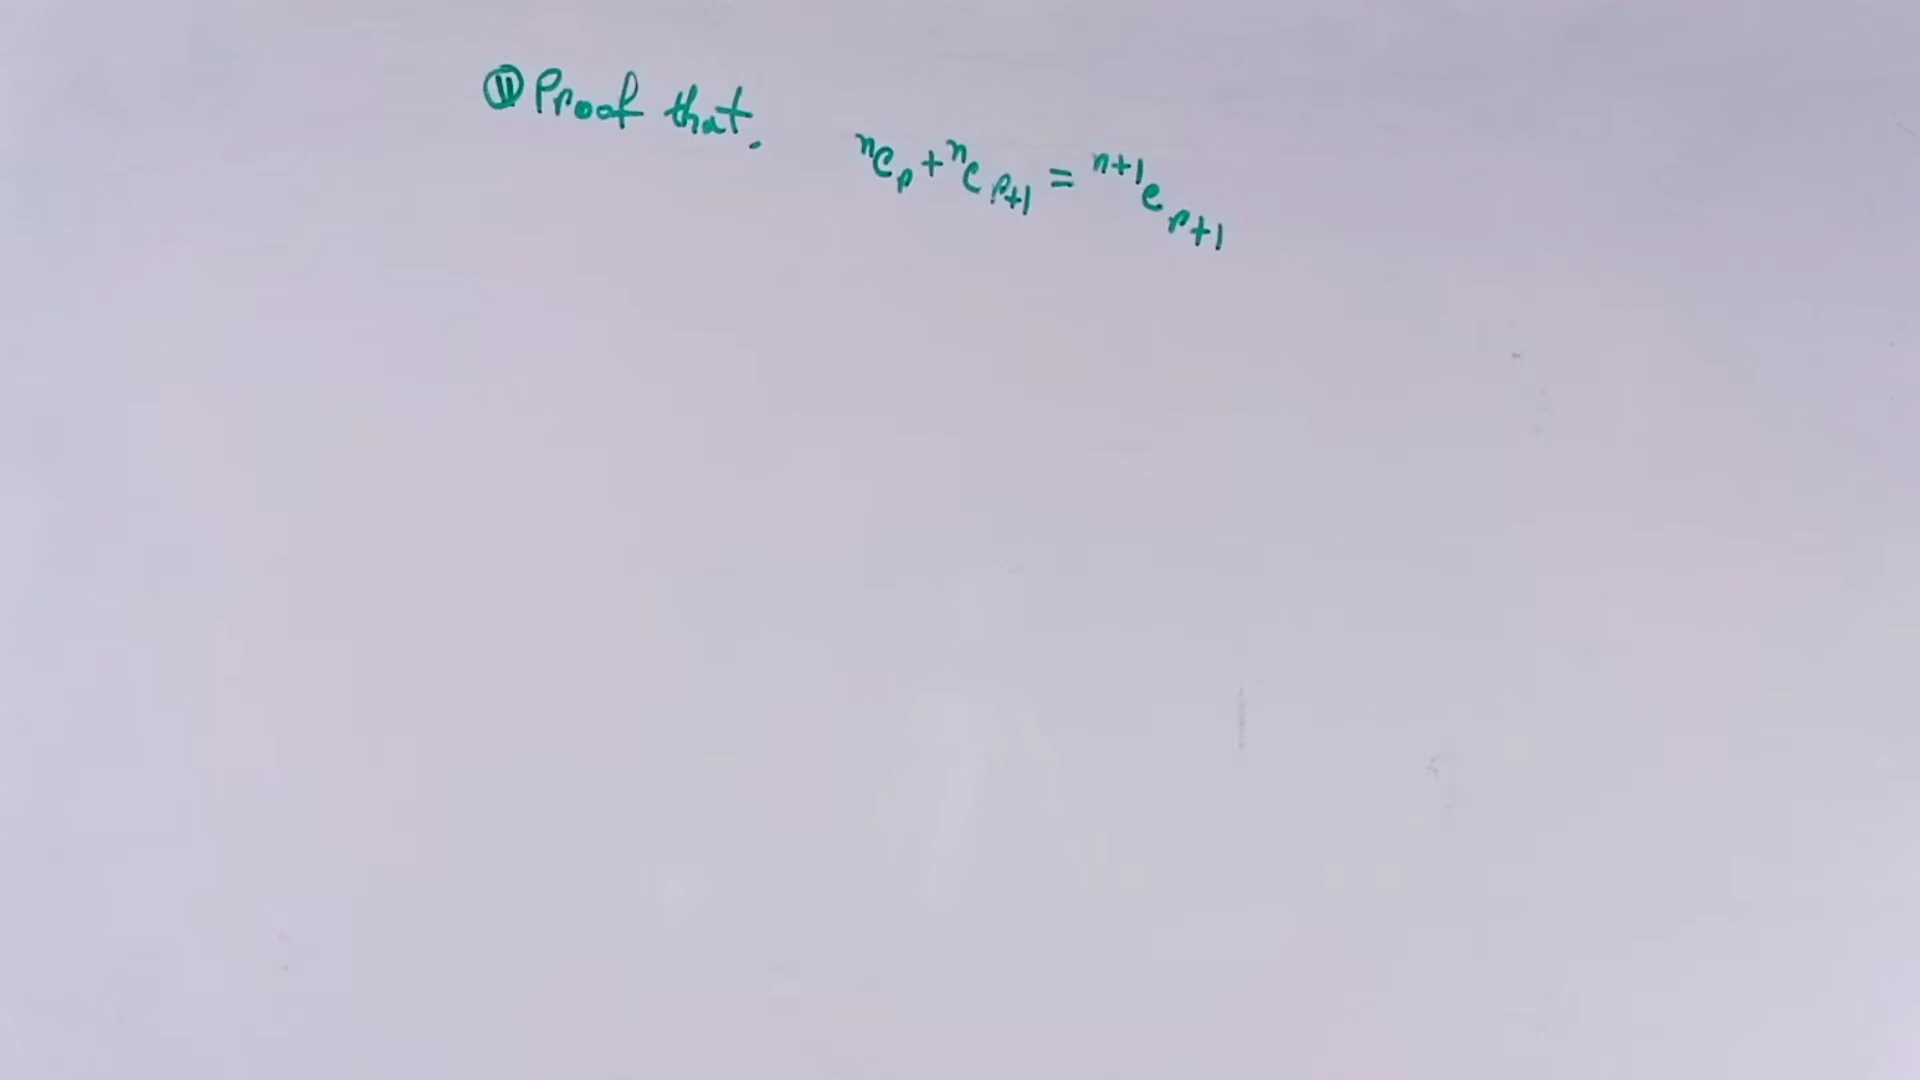 ⑪ Proof that. ⁿCₚ + ⁿCₚ₊₁ = ⁿ⁺¹Cₚ₊₁